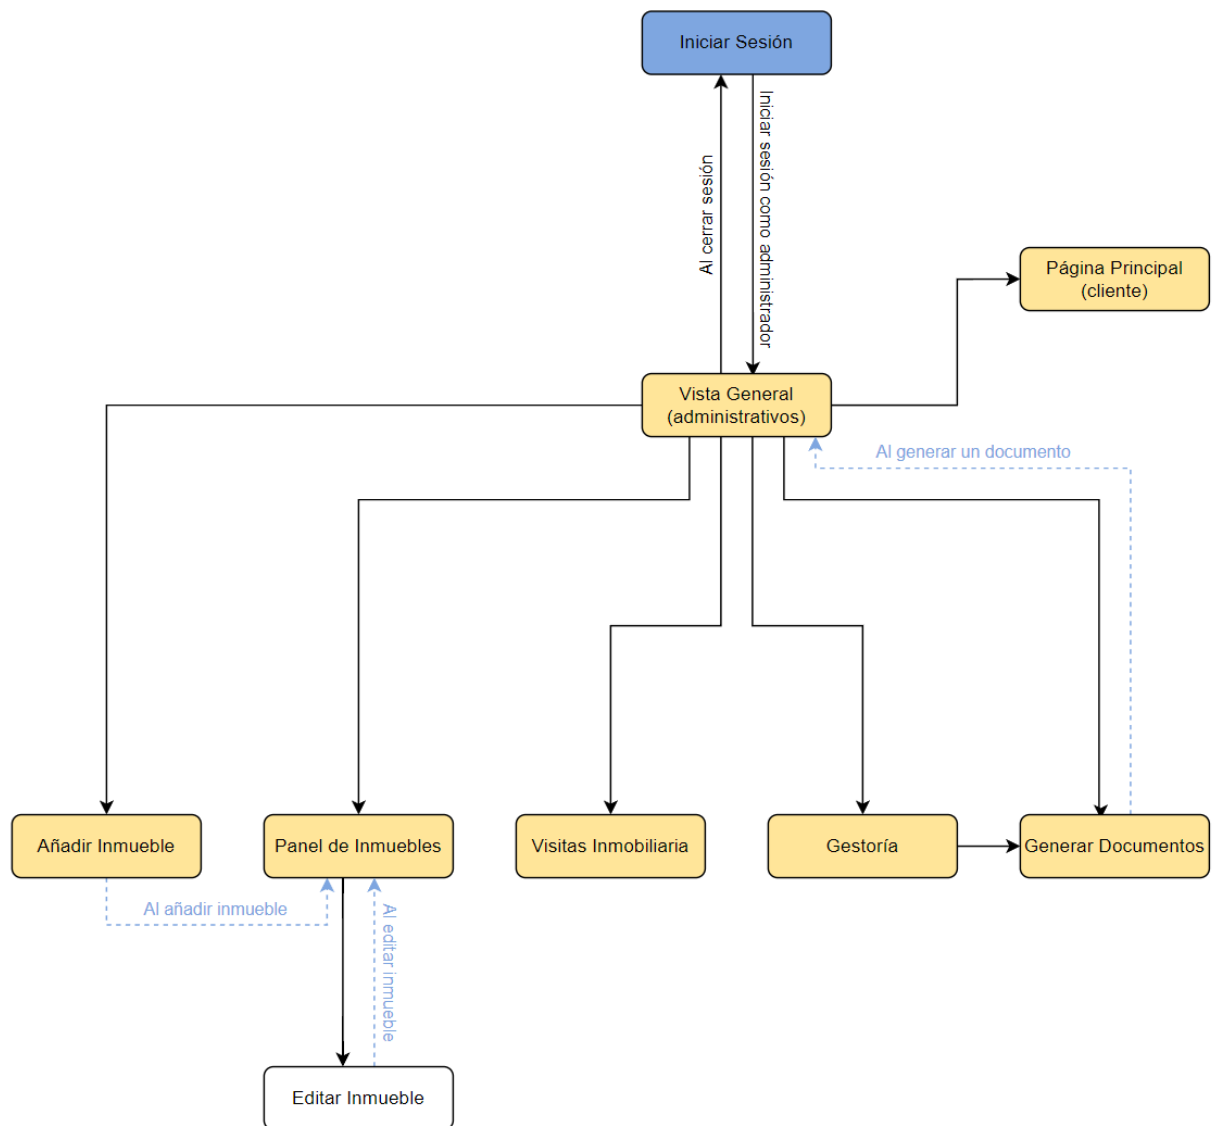 Iniciar Sesión
Al cerrar sesión
Iniciar sesión como administrador
Página Principal
(cliente)
Vista General
(administrativos)
Al generar un documento
Añadir Inmueble
Panel de Inmuebles
Visitas Inmobiliaria
Gestoría
Generar Documentos
Al añadir inmueble
Al editar inmueble
Editar Inmueble